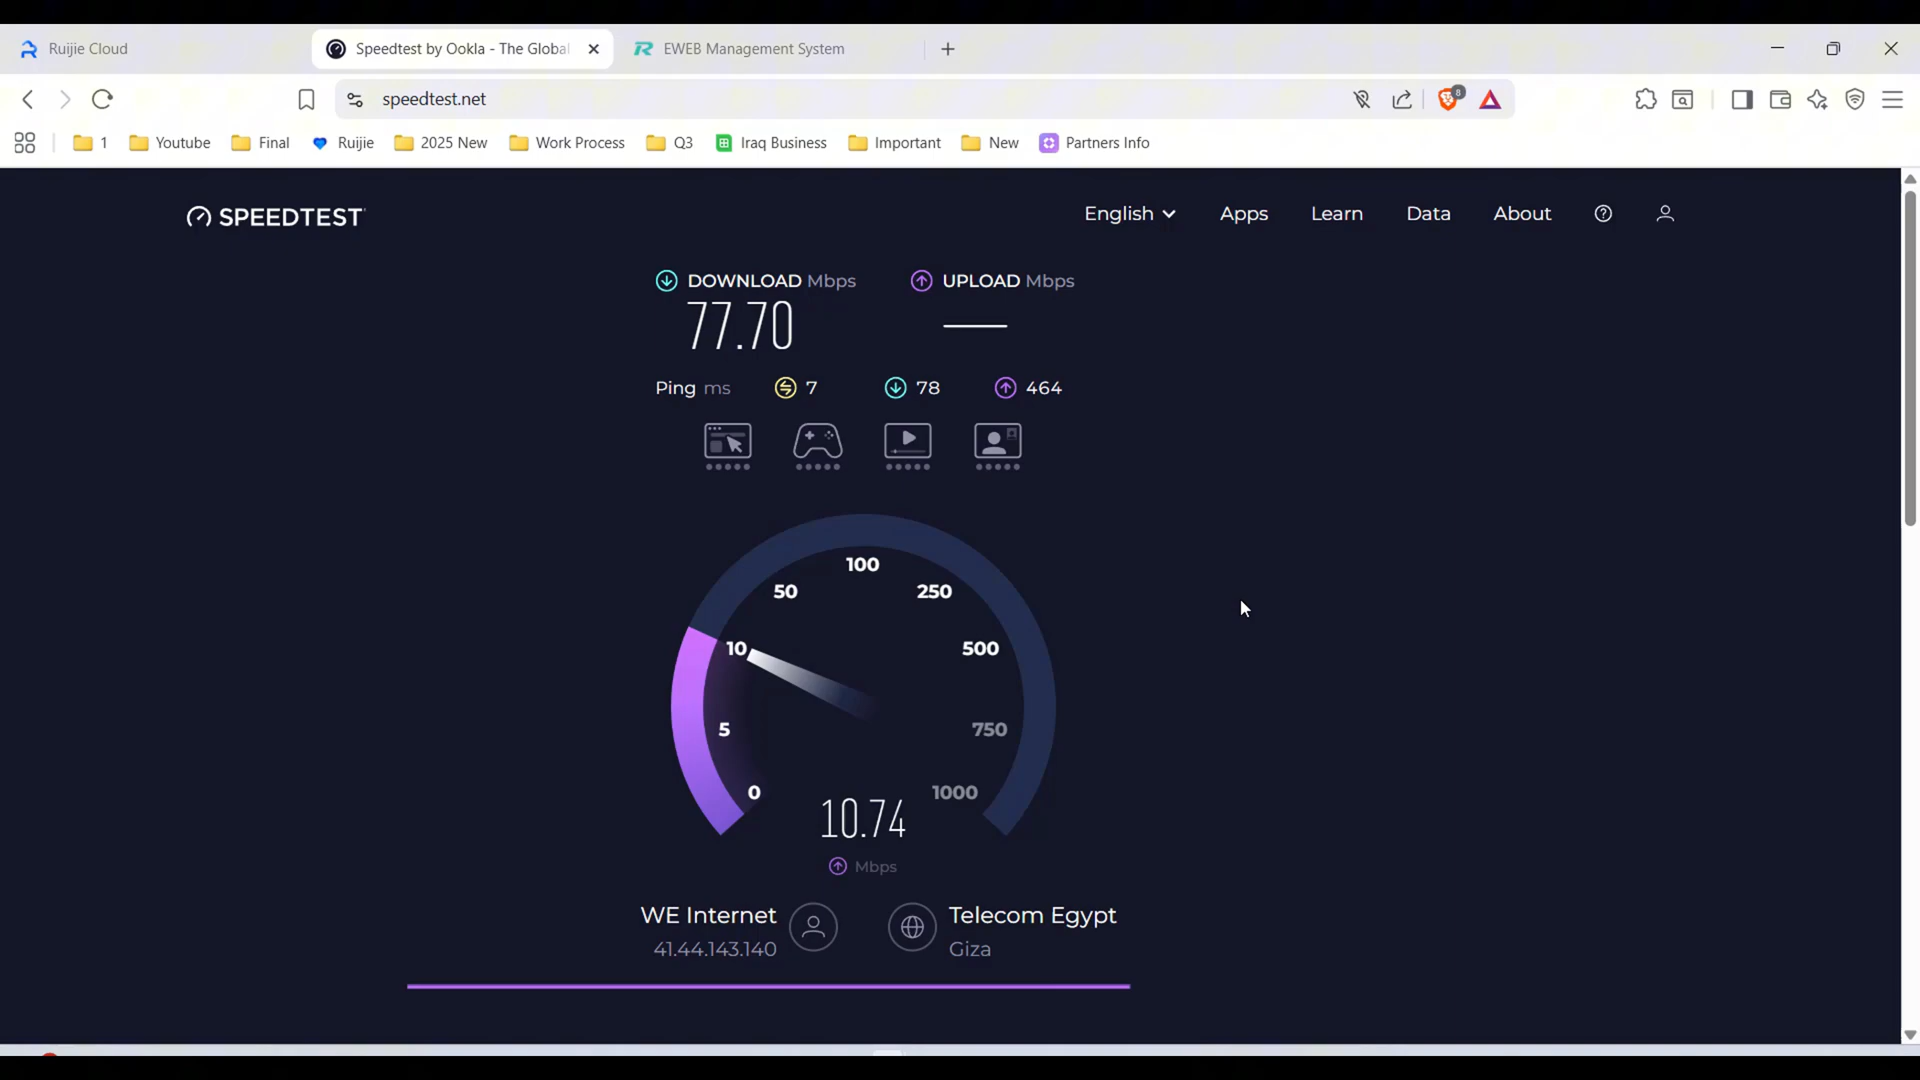 Ruijie Cloud
Speedtest by Ookla - The Global
EWEB Management System
speedtest.net
8
1
Youtube
Final
Ruijie
2025 New
Work Process
Q3
Iraq Business
Important
New
Partners Info
SPEEDTEST
English
Apps
Learn
Data
About
DOWNLOAD Mbps
77.70
UPLOAD Mbps
Ping ms
7
78
464
0
5
10
50
100
250
500
750
1000
10.74
Mbps
WE Internet
41.44.143.140
Telecom Egypt
Giza